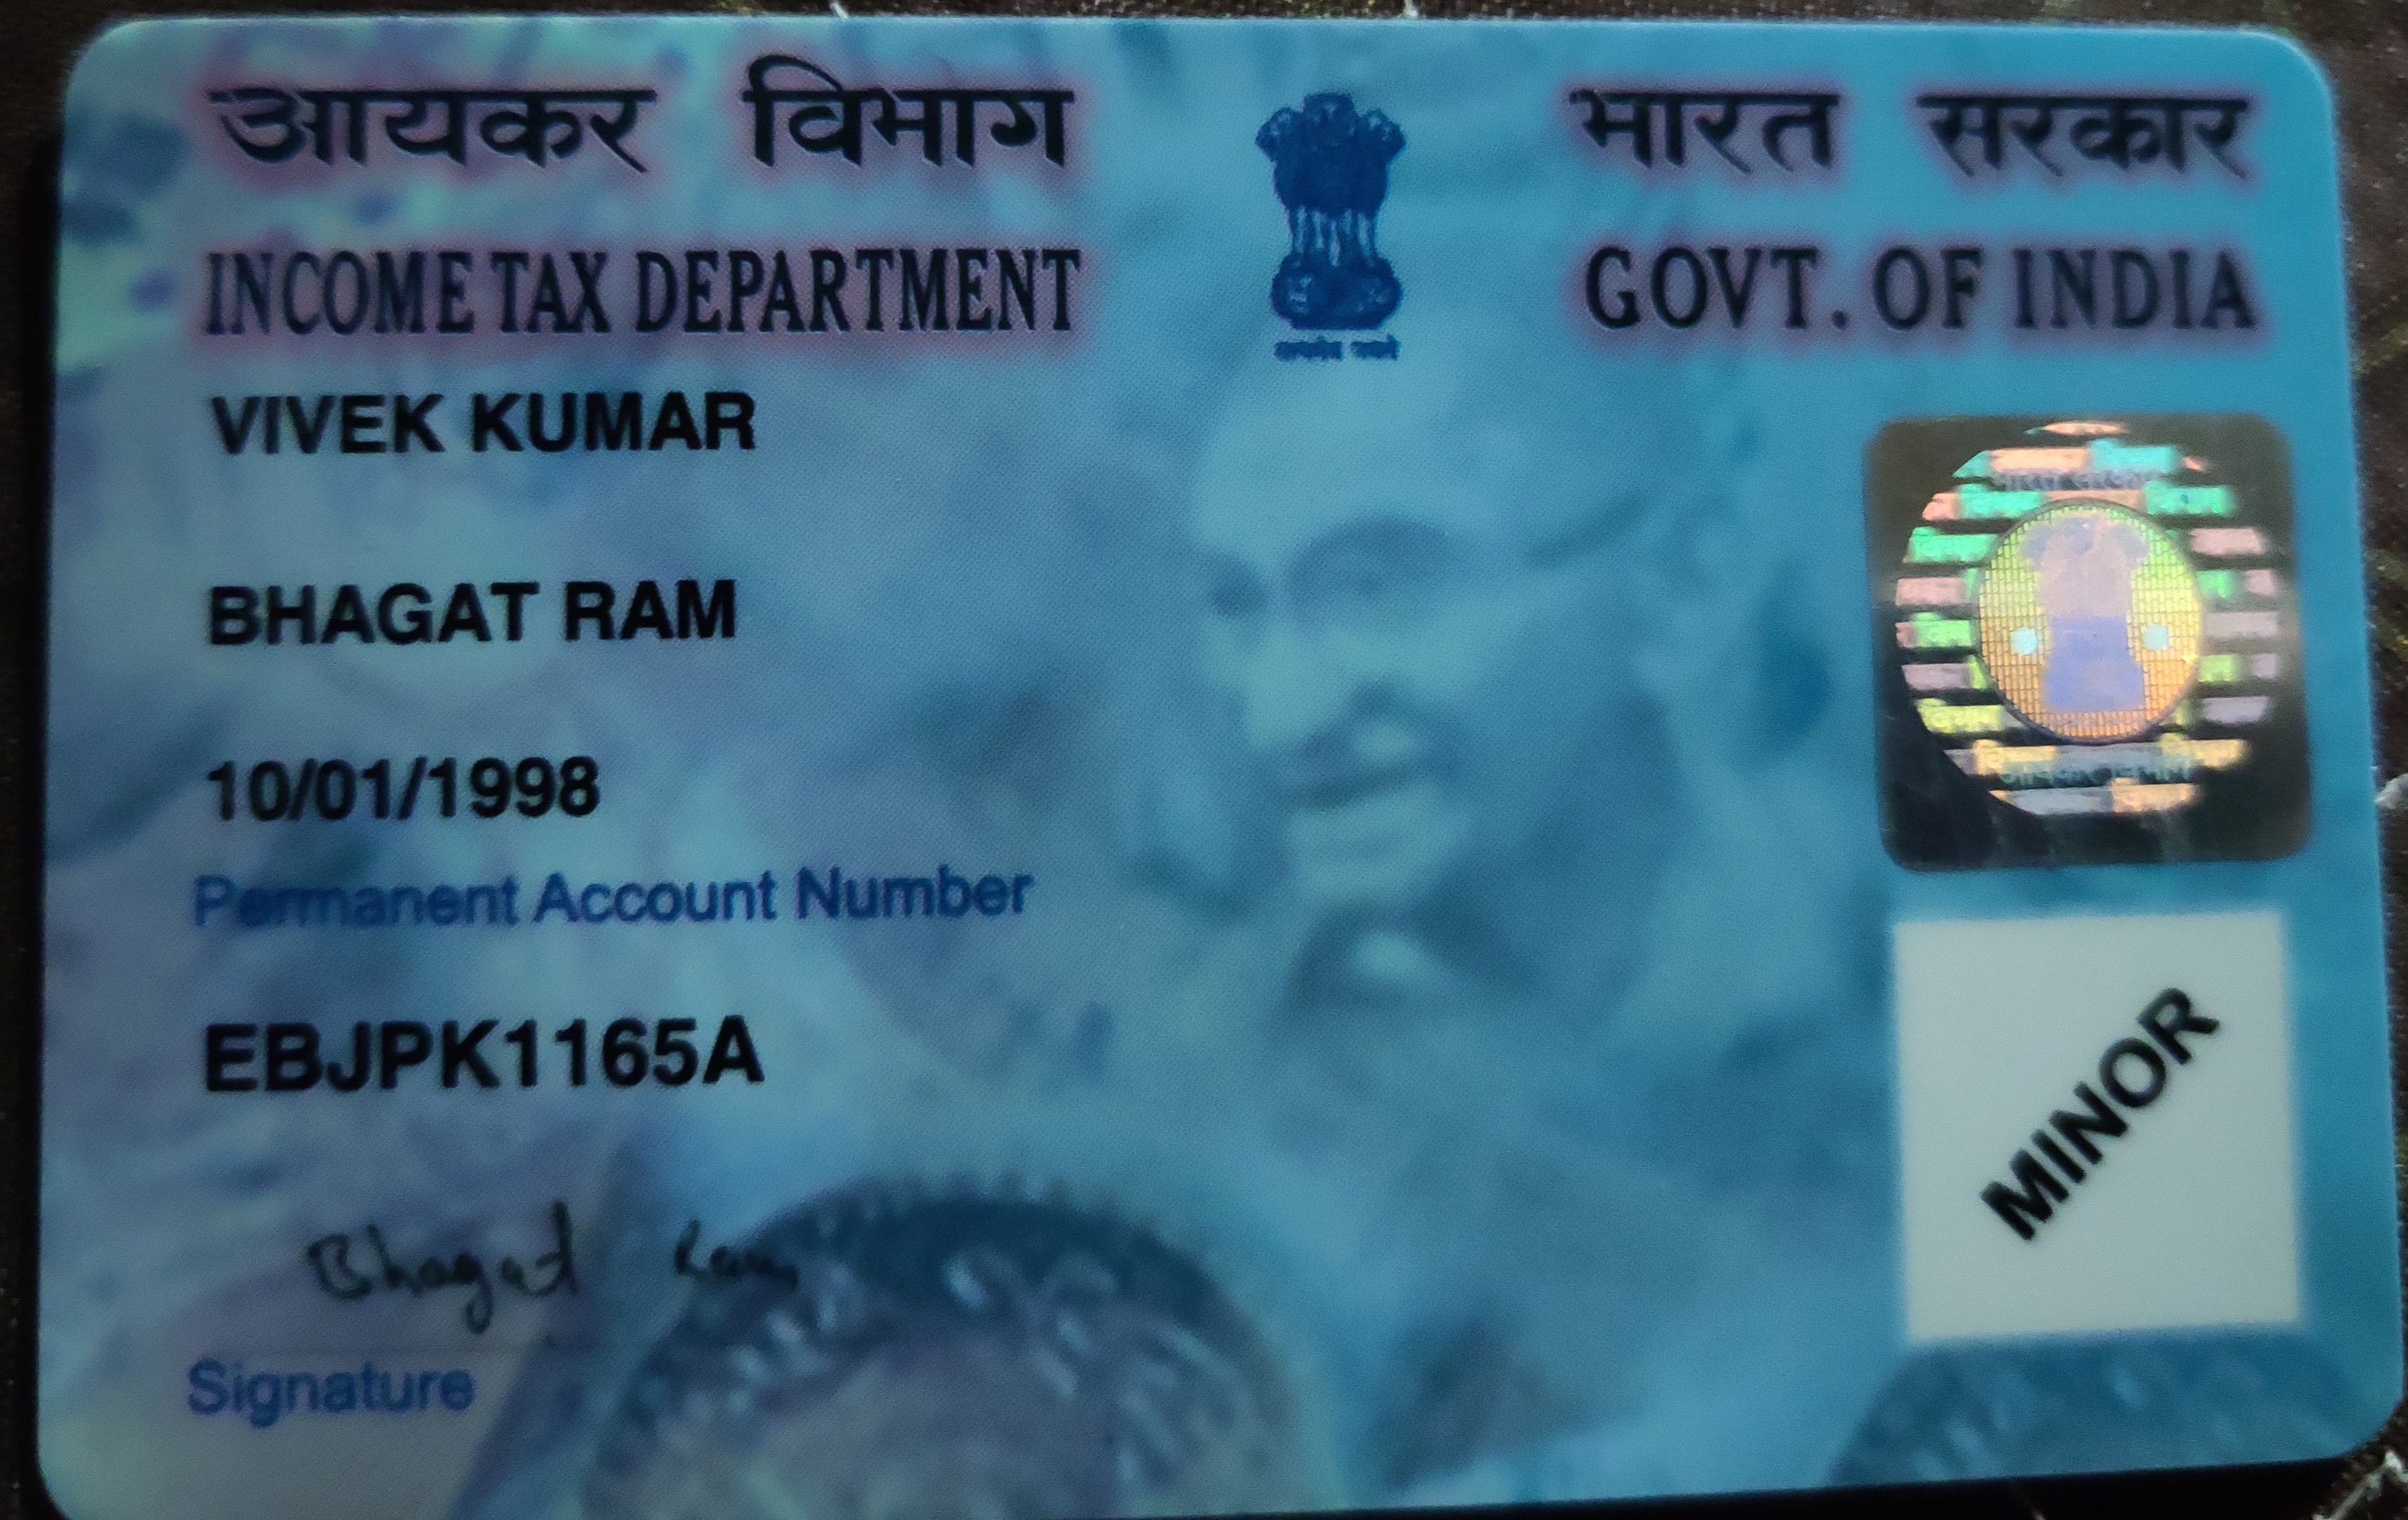 आयकर विभाग
भारत सरकार
INCOME TAX DEPARTMENT
GOVT. OF INDIA
सत्यमेव जयते
VIVEK KUMAR
BHAGAT RAM
10/01/1998
Permanent Account Number
EBJPK1165A
MINOR
Bhagat Ram
Signature